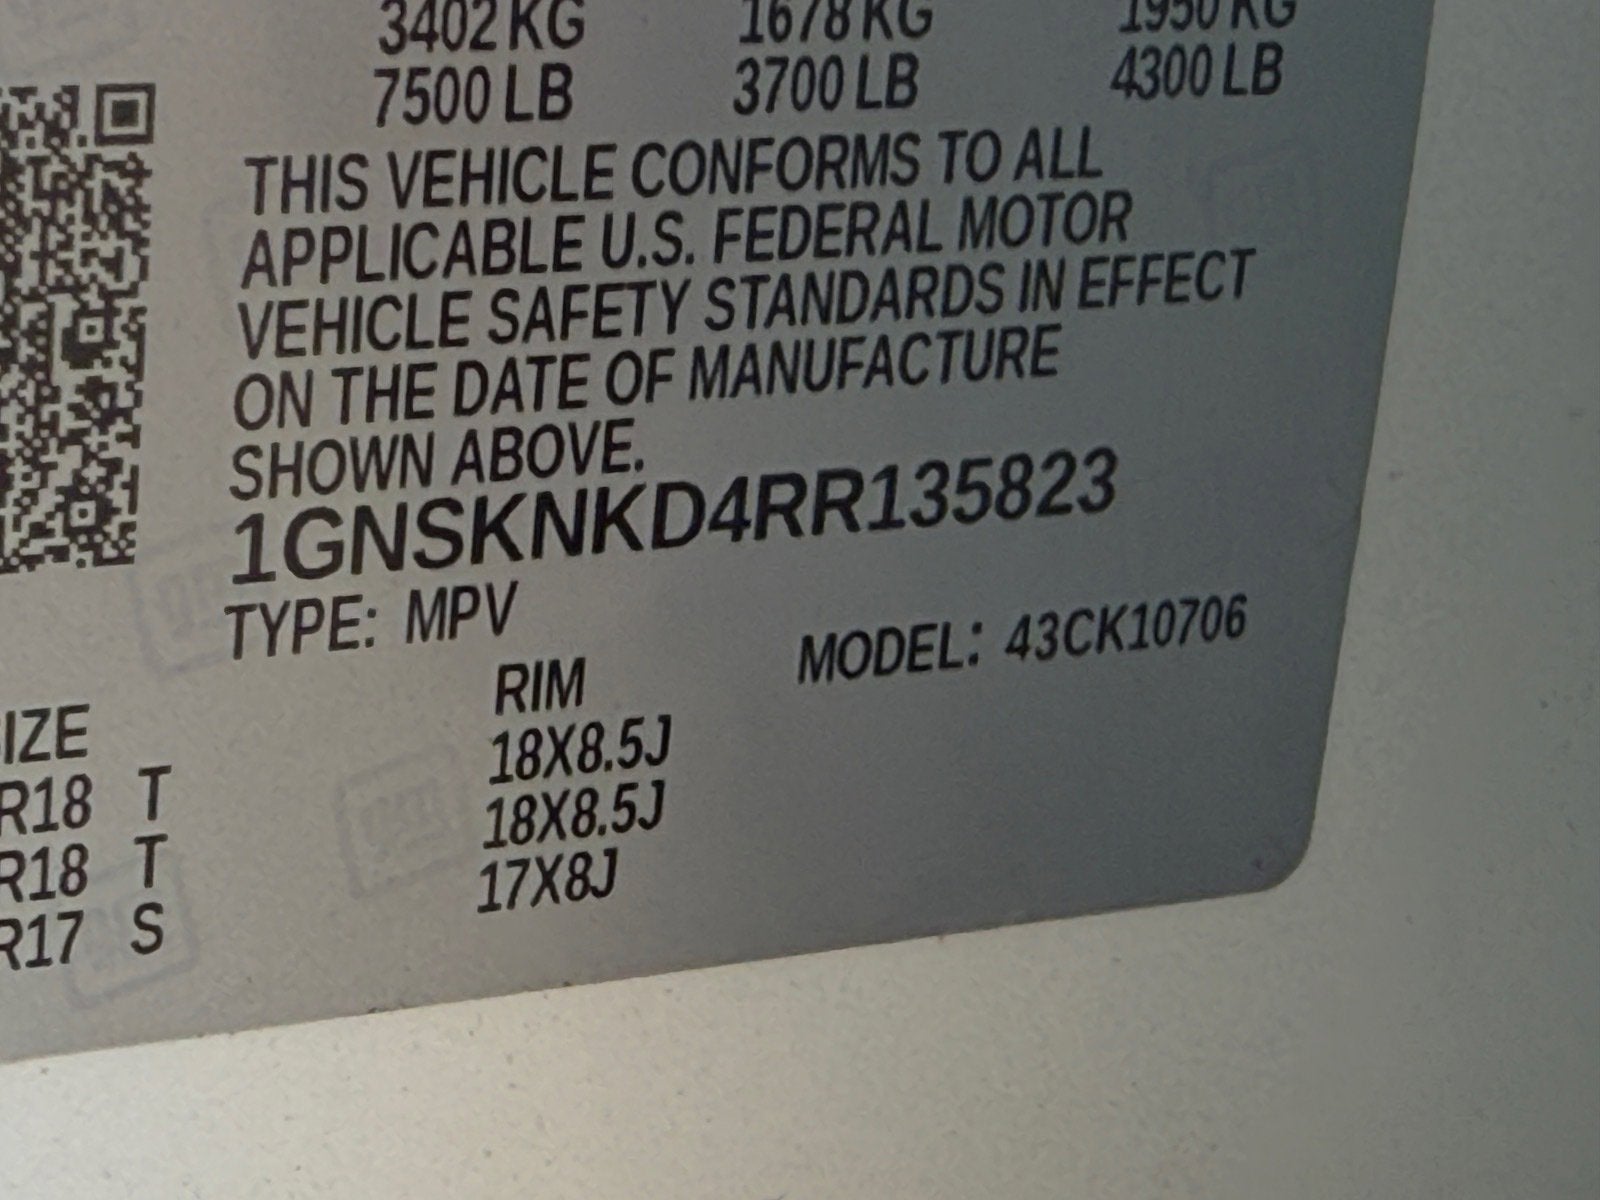 3402 KG 1678 KG 1950 KG
7500 LB 3700 LB 4300 LB
THIS VEHICLE CONFORMS TO ALL
APPLICABLE U.S. FEDERAL MOTOR
VEHICLE SAFETY STANDARDS IN EFFECT
ON THE DATE OF MANUFACTURE
SHOWN ABOVE.
1GNSKNKD4RR135823
TYPE: MPV MODEL: 43CK10706
IZE RIM
R18 T 18X8.5J
R18 T 18X8.5J
R17 S 17X8J